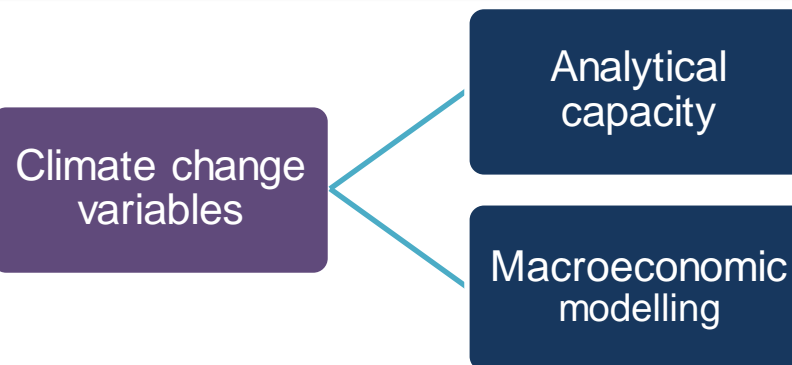 Climate change
variables
Analytical
capacity
Macroeconomic
modelling